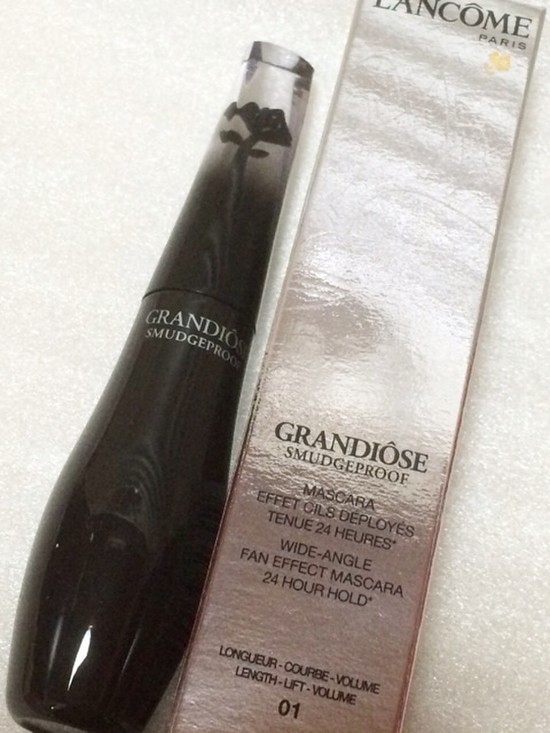 GRANDIÔS
SMUDGEPROOF
LANCÔME
PARIS
GRANDIÔSE
SMUDGEPROOF
MASCARA
EFFET CILS DÉPLOYÉS
TENUE 24 HEURES*
WIDE-ANGLE
FAN EFFECT MASCARA
24 HOUR HOLD*
LONGUEUR - COURBE - VOLUME
LENGTH - LIFT - VOLUME
01